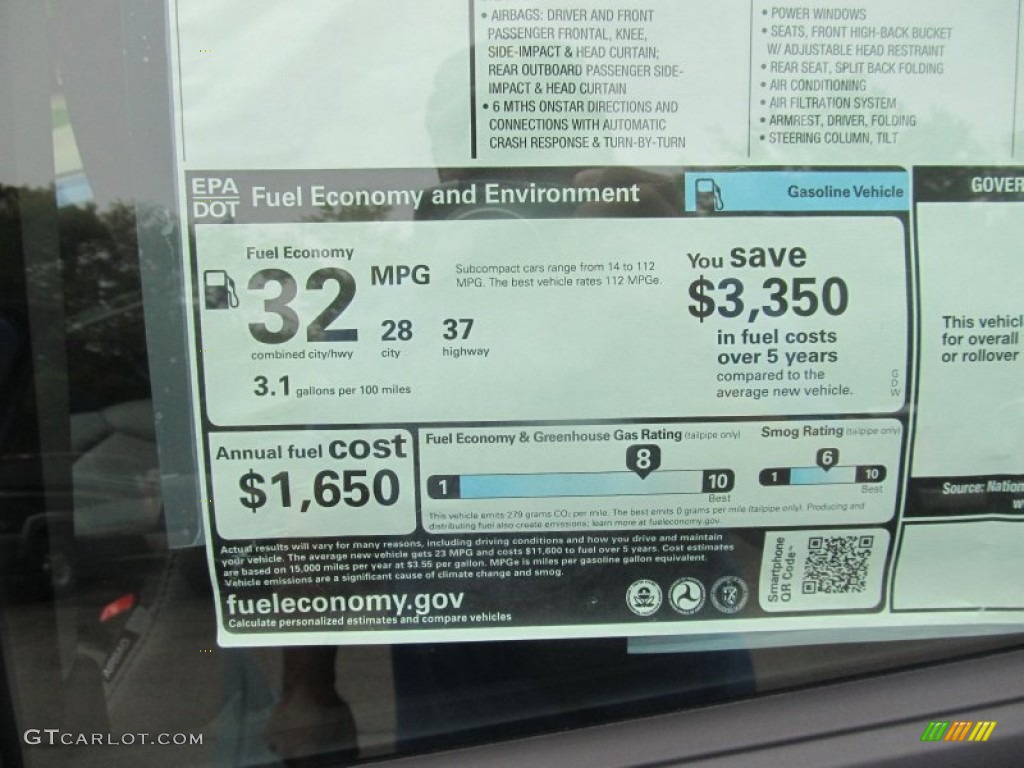 • AIRBAGS: DRIVER AND FRONT
PASSENGER FRONTAL, KNEE,
SIDE-IMPACT & HEAD CURTAIN;
REAR OUTBOARD PASSENGER SIDE-
IMPACT & HEAD CURTAIN
• 6 MTHS ONSTAR DIRECTIONS AND
CONNECTIONS WITH AUTOMATIC
CRASH RESPONSE & TURN-BY-TURN
• POWER WINDOWS
• SEATS, FRONT HIGH-BACK BUCKET
W/ ADJUSTABLE HEAD RESTRAINT
• REAR SEAT, SPLIT BACK FOLDING
• AIR CONDITIONING
• AIR FILTRATION SYSTEM
• ARMREST, DRIVER, FOLDING
• STEERING COLUMN, TILT
EPA
DOT
Fuel Economy and Environment
Gasoline Vehicle
Fuel Economy
32 MPG
combined city/hwy
28
city
37
highway
3.1 gallons per 100 miles
Subcompact cars range from 14 to 112
MPG. The best vehicle rates 112 MPGe.
You save
$3,350
in fuel costs
over 5 years
compared to the
average new vehicle.
GDW
Annual fuel cost
$1,650
Fuel Economy & Greenhouse Gas Rating (tailpipe only)
1 8 10
Best
Smog Rating (tailpipe only)
1 6 10
Best
This vehicle emits 279 grams CO₂ per mile. The best emits 0 grams per mile (tailpipe only). Producing and
distributing fuel also create emissions; learn more at fueleconomy.gov.
Actual results will vary for many reasons, including driving conditions and how you drive and maintain
your vehicle. The average new vehicle gets 23 MPG and costs $11,600 to fuel over 5 years. Cost estimates
are based on 15,000 miles per year at $3.55 per gallon. MPGe is miles per gasoline gallon equivalent.
Vehicle emissions are a significant cause of climate change and smog.
fueleconomy.gov
Calculate personalized estimates and compare vehicles
Smartphone
QR Code™
GOVER
This vehicl
for overall
or rollover
Source: Nation
GTCARLOT.COM